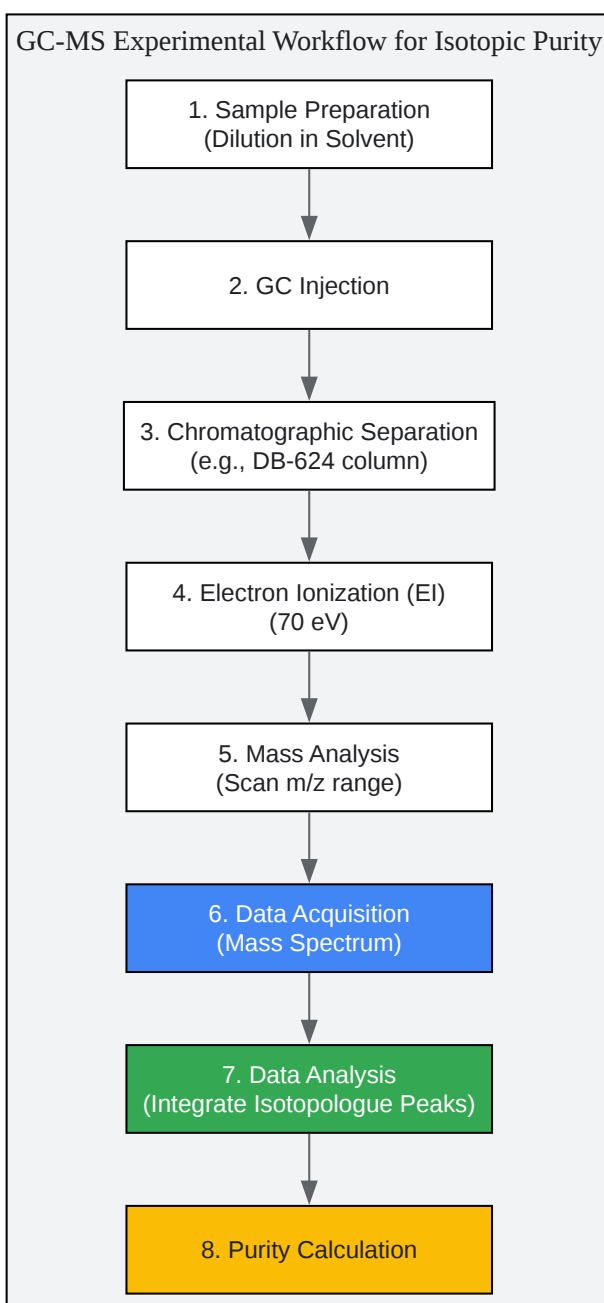 GC-MS Experimental Workflow for Isotopic Purity
1. Sample Preparation
(Dilution in Solvent)
2. GC Injection
3. Chromatographic Separation
(e.g., DB-624 column)
4. Electron Ionization (EI)
(70 eV)
5. Mass Analysis
(Scan m/z range)
6. Data Acquisition
(Mass Spectrum)
7. Data Analysis
(Integrate Isotopologue Peaks)
8. Purity Calculation